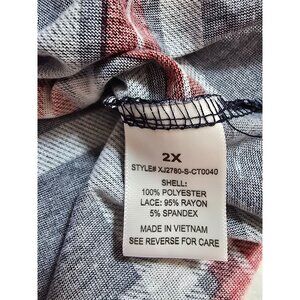 2X
STYLE# XJ2780-S-CT0040
SHELL:
100% POLYESTER
LACE: 95% RAYON
5% SPANDEX
MADE IN VIETNAM
SEE REVERSE FOR CARE